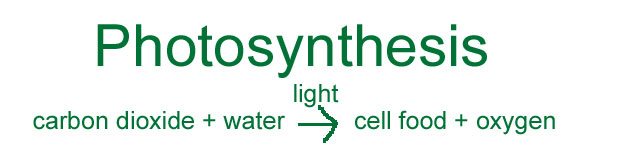 Photosynthesis
light
carbon dioxide + water → cell food + oxygen